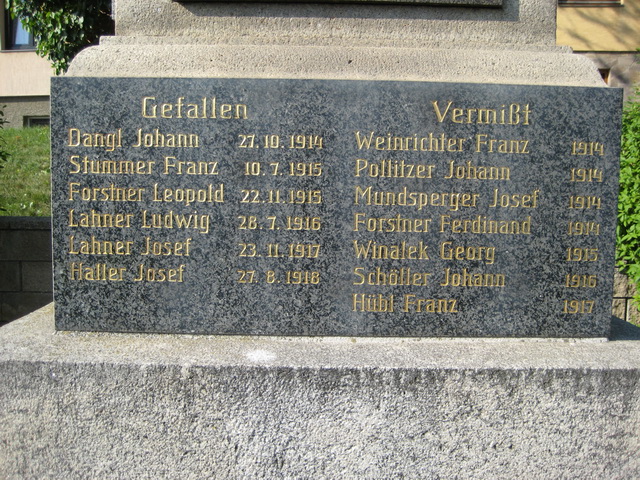 Gefallen
Dangl Johann 27.10.1914
Stummer Franz 10.7.1915
Forstner Leopold 22.11.1915
Lahner Ludwig 28.7.1916
Lahner Josef 23.11.1917
Haller Josef 27.8.1918
Vermißt
Weinrichter Franz 1914
Pollitzer Johann 1914
Mundsperger Josef 1914
Forstner Ferdinand 1914
Winalek Georg 1915
Schöller Johann 1916
Hübl Franz 1917